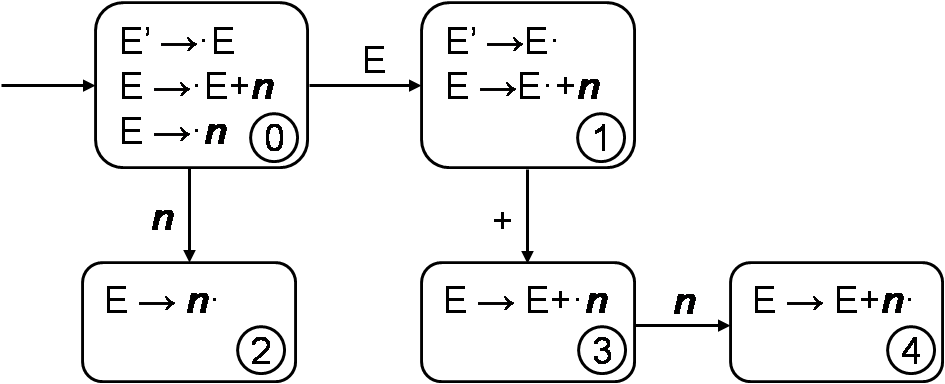 E’ →· E
E →· E+n
E →· n
0
E
E’ →E·
E →E· +n
1
n
+
E → n·
2
E → E+· n
3
n
E → E+n·
4